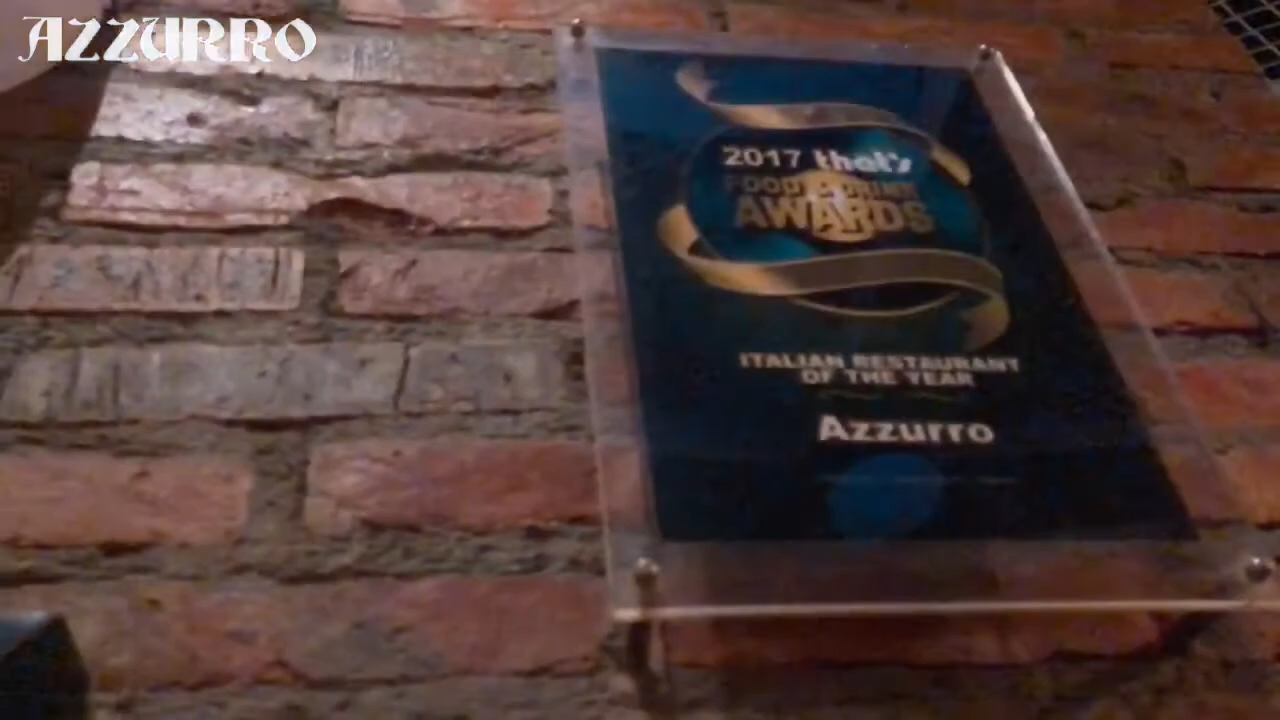 AZZURRO
2017 that's
FOOD & DRINK
AWARDS
ITALIAN RESTAURANT
OF THE YEAR
Azzurro